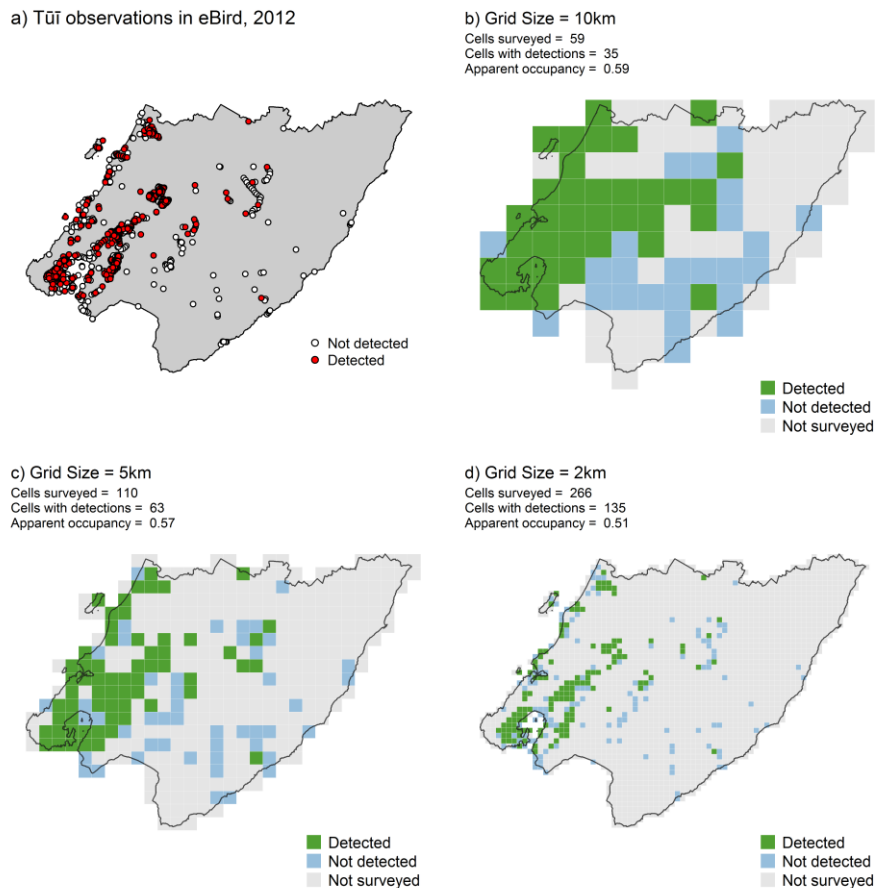 a) Tūī observations in eBird, 2012
Not detected
Detected
b) Grid Size = 10km
Cells surveyed = 59
Cells with detections = 35
Apparent occupancy = 0.59
Detected
Not detected
Not surveyed
c) Grid Size = 5km
Cells surveyed = 110
Cells with detections = 63
Apparent occupancy = 0.57
Detected
Not detected
Not surveyed
d) Grid Size = 2km
Cells surveyed = 266
Cells with detections = 135
Apparent occupancy = 0.51
Detected
Not detected
Not surveyed